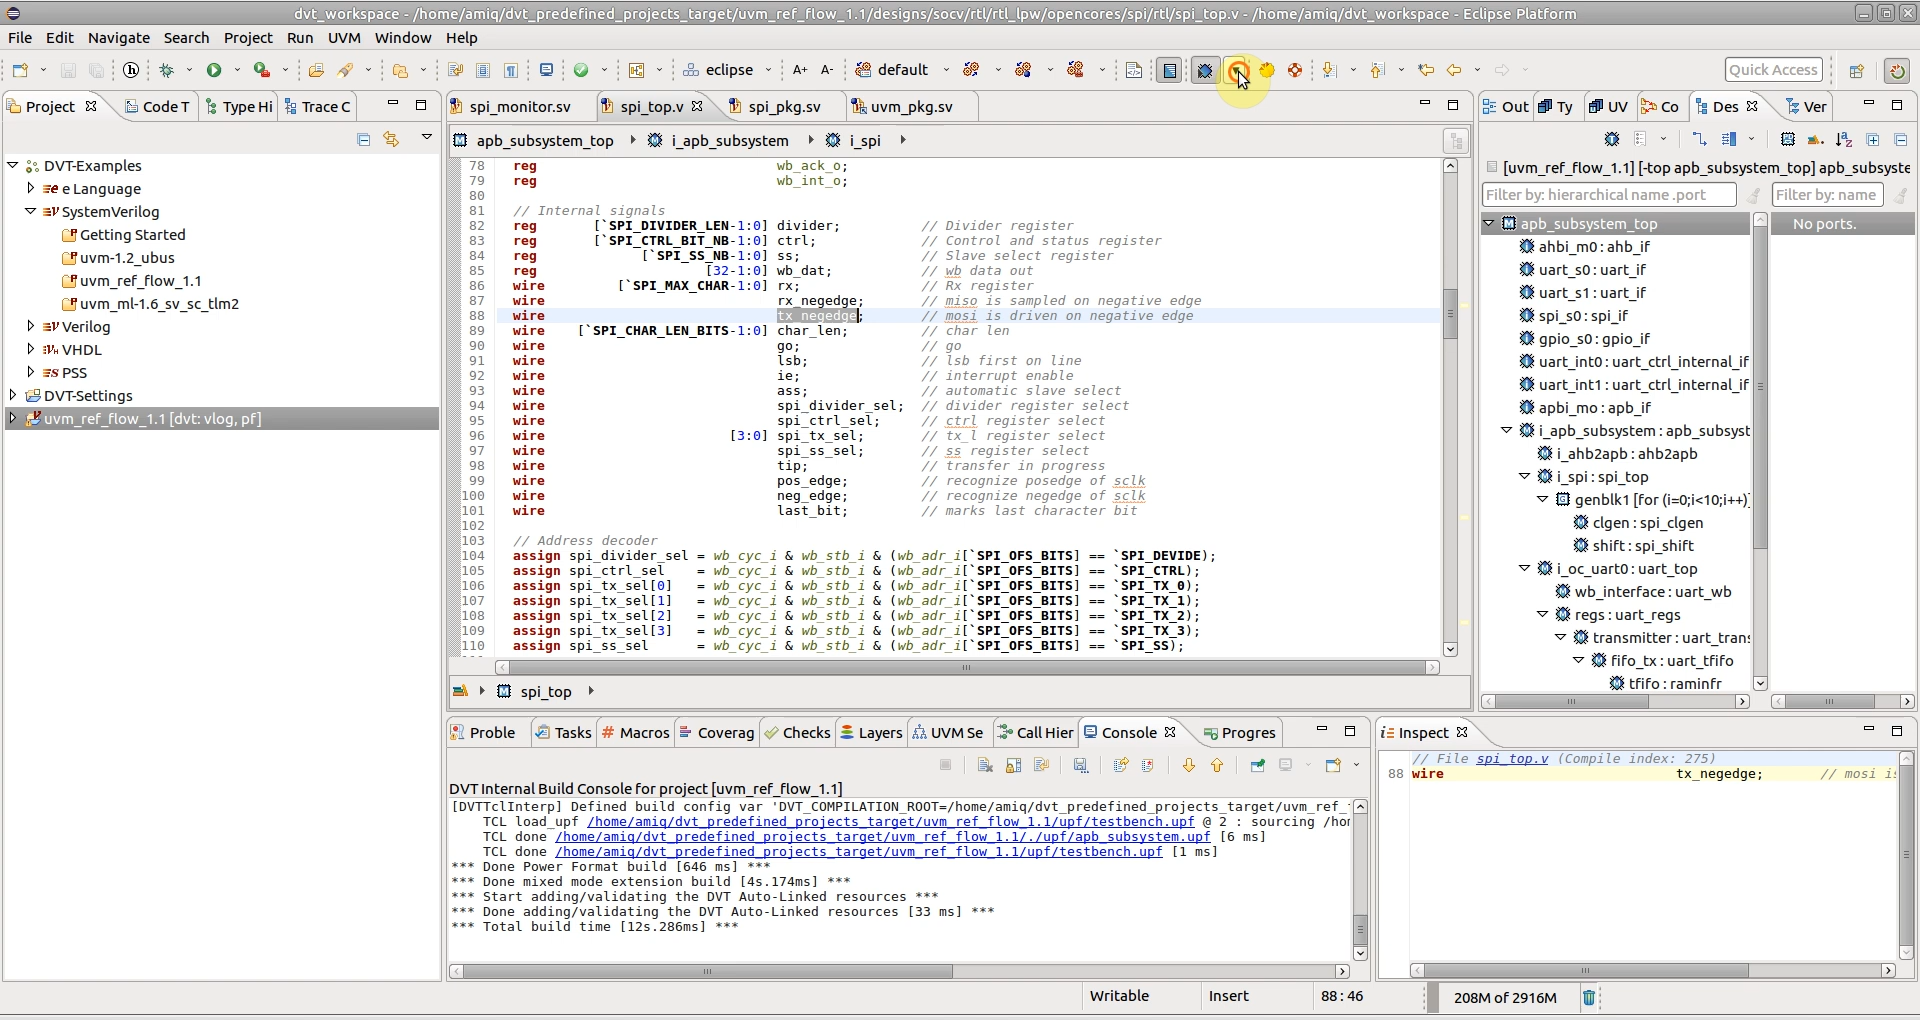 dvt_workspace - /home/amiq/dvt_predefined_projects_target/uvm_ref_flow_1.1/designs/socv/rtl/rtl_lpw/opencores/spi/rtl/spi_top.v - /home/amiq/dvt_workspace - Eclipse Platform
File Edit Navigate Search Project Run UVM Window Help
eclipse A+ A- default Quick Access
Project Code T Type Hi Trace C
spi_monitor.sv spi_top.v spi_pkg.sv uvm_pkg.sv
Out Ty UV Co Des Ver
apb_subsystem_top i_apb_subsystem i_spi
DVT-Examples
e Language
SystemVerilog
Getting Started
uvm-1.2_ubus
uvm_ref_flow_1.1
uvm_ml-1.6_sv_sc_tlm2
Verilog
VHDL
PSS
DVT-Settings
uvm_ref_flow_1.1 [dvt: vlog, pf]
78 reg wb_ack_o;
79 reg wb_int_o;
80
81 // Internal signals
82 reg [`SPI_DIVIDER_LEN-1:0] divider; // Divider register
83 reg [`SPI_CTRL_BIT_NB-1:0] ctrl; // Control and status register
84 reg [`SPI_SS_NB-1:0] ss; // Slave select register
85 reg [32-1:0] wb_dat; // wb data out
86 wire [`SPI_MAX_CHAR-1:0] rx; // Rx register
87 wire rx_negedge; // miso is sampled on negative edge
88 wire tx_negedge; // mosi is driven on negative edge
89 wire [`SPI_CHAR_LEN_BITS-1:0] char_len; // char len
90 wire go; // go
91 wire lsb; // lsb first on line
92 wire ie; // interrupt enable
93 wire ass; // automatic slave select
94 wire spi_divider_sel; // divider register select
95 wire spi_ctrl_sel; // ctrl register select
96 wire [3:0] spi_tx_sel; // tx_l register select
97 wire spi_ss_sel; // ss register select
98 wire tip; // transfer in progress
99 wire pos_edge; // recognize posedge of sclk
100 wire neg_edge; // recognize negedge of sclk
101 wire last_bit; // marks last character bit
102
103 // Address decoder
104 assign spi_divider_sel = wb_cyc_i & wb_stb_i & (wb_adr_i[`SPI_OFS_BITS] == `SPI_DEVIDE);
105 assign spi_ctrl_sel = wb_cyc_i & wb_stb_i & (wb_adr_i[`SPI_OFS_BITS] == `SPI_CTRL);
106 assign spi_tx_sel[0] = wb_cyc_i & wb_stb_i & (wb_adr_i[`SPI_OFS_BITS] == `SPI_TX_0);
107 assign spi_tx_sel[1] = wb_cyc_i & wb_stb_i & (wb_adr_i[`SPI_OFS_BITS] == `SPI_TX_1);
108 assign spi_tx_sel[2] = wb_cyc_i & wb_stb_i & (wb_adr_i[`SPI_OFS_BITS] == `SPI_TX_2);
109 assign spi_tx_sel[3] = wb_cyc_i & wb_stb_i & (wb_adr_i[`SPI_OFS_BITS] == `SPI_TX_3);
110 assign spi_ss_sel = wb_cyc_i & wb_stb_i & (wb_adr_i[`SPI_OFS_BITS] == `SPI_SS);
spi_top
[uvm_ref_flow_1.1] [-top apb_subsystem_top] apb_subsyste
Filter by: hierarchical name .port Filter by: name
apb_subsystem_top No ports.
ahbi_m0 : ahb_if
uart_s0 : uart_if
uart_s1 : uart_if
spi_s0 : spi_if
gpio_s0 : gpio_if
uart_int0 : uart_ctrl_internal_if
uart_int1 : uart_ctrl_internal_if
apbi_mo : apb_if
i_apb_subsystem : apb_subsyst
i_ahb2apb : ahb2apb
i_spi : spi_top
genblk1 [for (i=0;i<10;i++)]
clgen : spi_clgen
shift : spi_shift
i_oc_uart0 : uart_top
wb_interface : uart_wb
regs : uart_regs
transmitter : uart_trans
fifo_tx : uart_tfifo
tfifo : raminfr
Proble Tasks Macros Coverag Checks Layers UVM Se Call Hier Console Progres
DVT Internal Build Console for project [uvm_ref_flow_1.1]
[DVTTclInterp] Defined build config var 'DVT_COMPILATION_ROOT=/home/amiq/dvt_predefined_projects_target/uvm_ref_
TCL load_upf /home/amiq/dvt_predefined_projects_target/uvm_ref_flow_1.1/upf/testbench.upf @ 2 : sourcing /hom
TCL done /home/amiq/dvt_predefined_projects_target/uvm_ref_flow_1.1/./upf/apb_subsystem.upf [6 ms]
TCL done /home/amiq/dvt_predefined_projects_target/uvm_ref_flow_1.1/upf/testbench.upf [1 ms]
*** Done Power Format build [646 ms] ***
*** Done mixed mode extension build [4s.174ms] ***
*** Start adding/validating the DVT Auto-Linked resources ***
*** Done adding/validating the DVT Auto-Linked resources [33 ms] ***
*** Total build time [12s.286ms] ***
Inspect
// File spi_top.v (Compile index: 275)
88 wire tx_negedge; // mosi is
Writable Insert 88:46 208M of 2916M